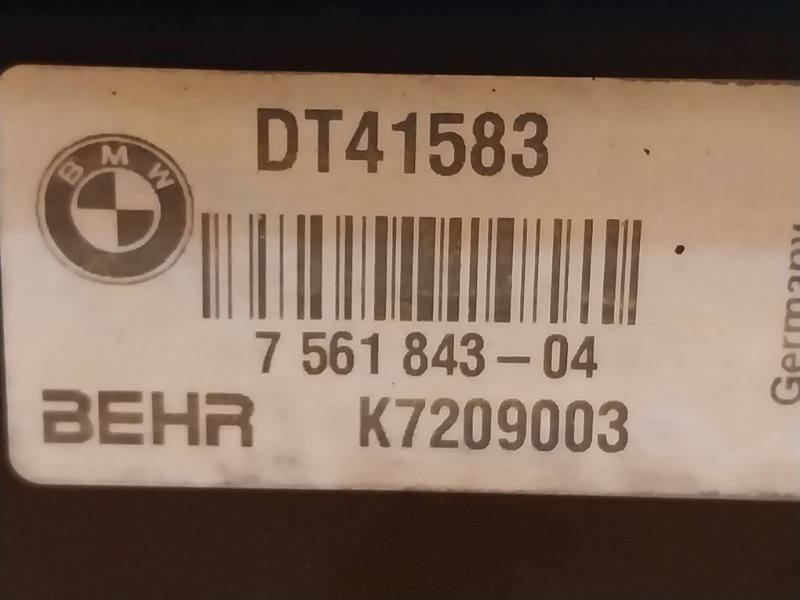 DT41583
BMW
7 561 843 – 04
BEHR K7209003
Germany